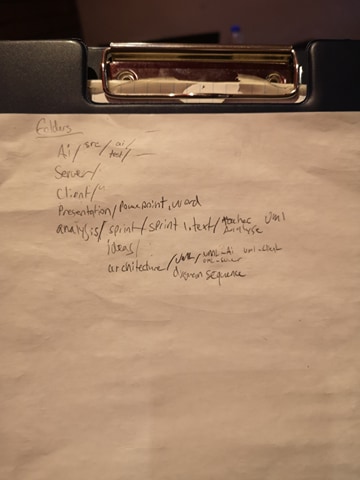 Folders
Ai/src/ai/
test/
Server/
Client/"
Presentation/Powerpoint, word
analysis/sprint/sprint 1.text/ UML
Analyse
ideas/
architecture/UML/UML-Ai uml-client
uml-server
Diagram sequence